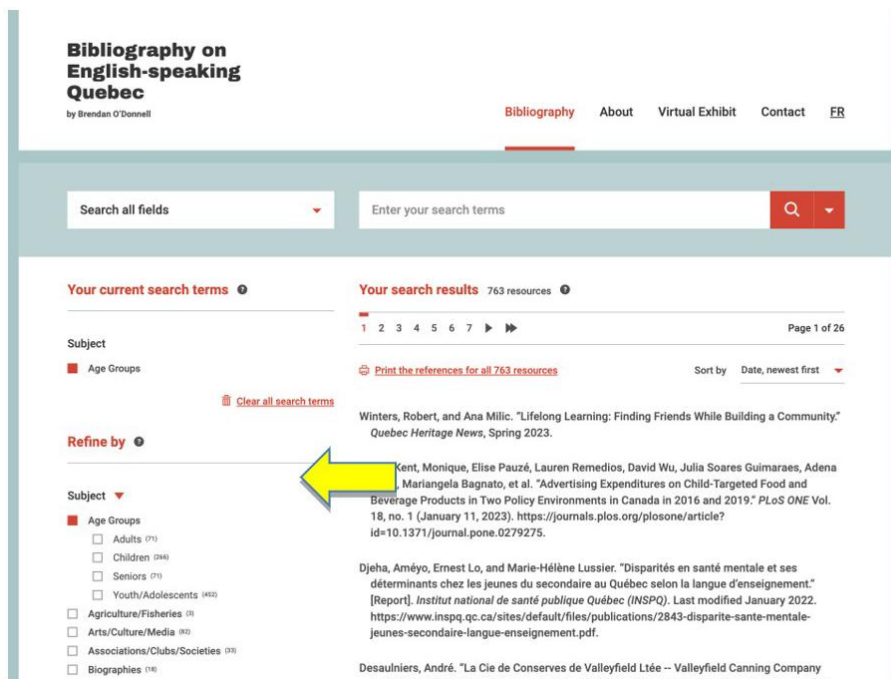 Bibliography on
English-speaking
Quebec
by Brendan O'Donnell
Bibliography About Virtual Exhibit Contact FR
Search all fields
Enter your search terms
Your current search terms
Subject
Age Groups
Clear all search terms
Refine by
Subject
Age Groups
Adults (71)
Children (266)
Seniors (71)
Youth/Adolescents (452)
Agriculture/Fisheries (3)
Arts/Culture/Media (82)
Associations/Clubs/Societies (33)
Biographies (18)
Your search results 763 resources
1 2 3 4 5 6 7
Page 1 of 26
Print the references for all 763 resources
Sort by Date, newest first
Winters, Robert, and Ana Milic. “Lifelong Learning: Finding Friends While Building a Community.”
Quebec Heritage News, Spring 2023.
Kent, Monique, Elise Pauzé, Lauren Remedios, David Wu, Julia Soares Guimaraes, Adena
Mariangela Bagnato, et al. “Advertising Expenditures on Child-Targeted Food and
Beverage Products in Two Policy Environments in Canada in 2016 and 2019.” PLoS ONE Vol.
18, no. 1 (January 11, 2023). https://journals.plos.org/plosone/article?
id=10.1371/journal.pone.0279275.
Djeha, Améyo, Ernest Lo, and Marie-Hélène Lussier. “Disparités en santé mentale et ses
déterminants chez les jeunes du secondaire au Québec selon la langue d’enseignement.”
[Report]. Institut national de santé publique Québec (INSPQ). Last modified January 2022.
https://www.inspq.qc.ca/sites/default/files/publications/2843-disparite-sante-mentale-
jeunes-secondaire-langue-enseignement.pdf.
Desaulniers, André. “La Cie de Conserves de Valleyfield Ltée -- Valleyfield Canning Company